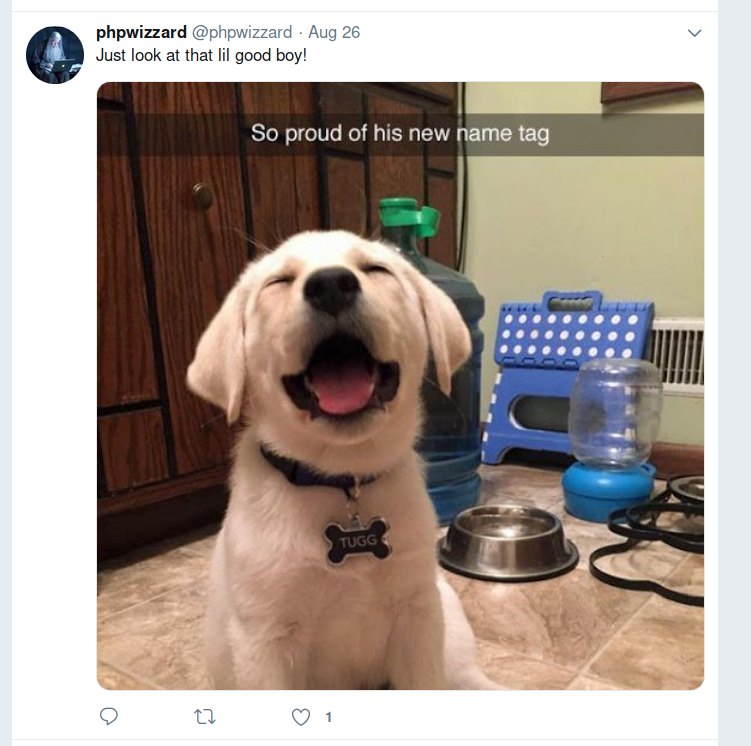 phpwizzard @phpwizzard · Aug 26
Just look at that lil good boy!
So proud of his new name tag
TUGG
1